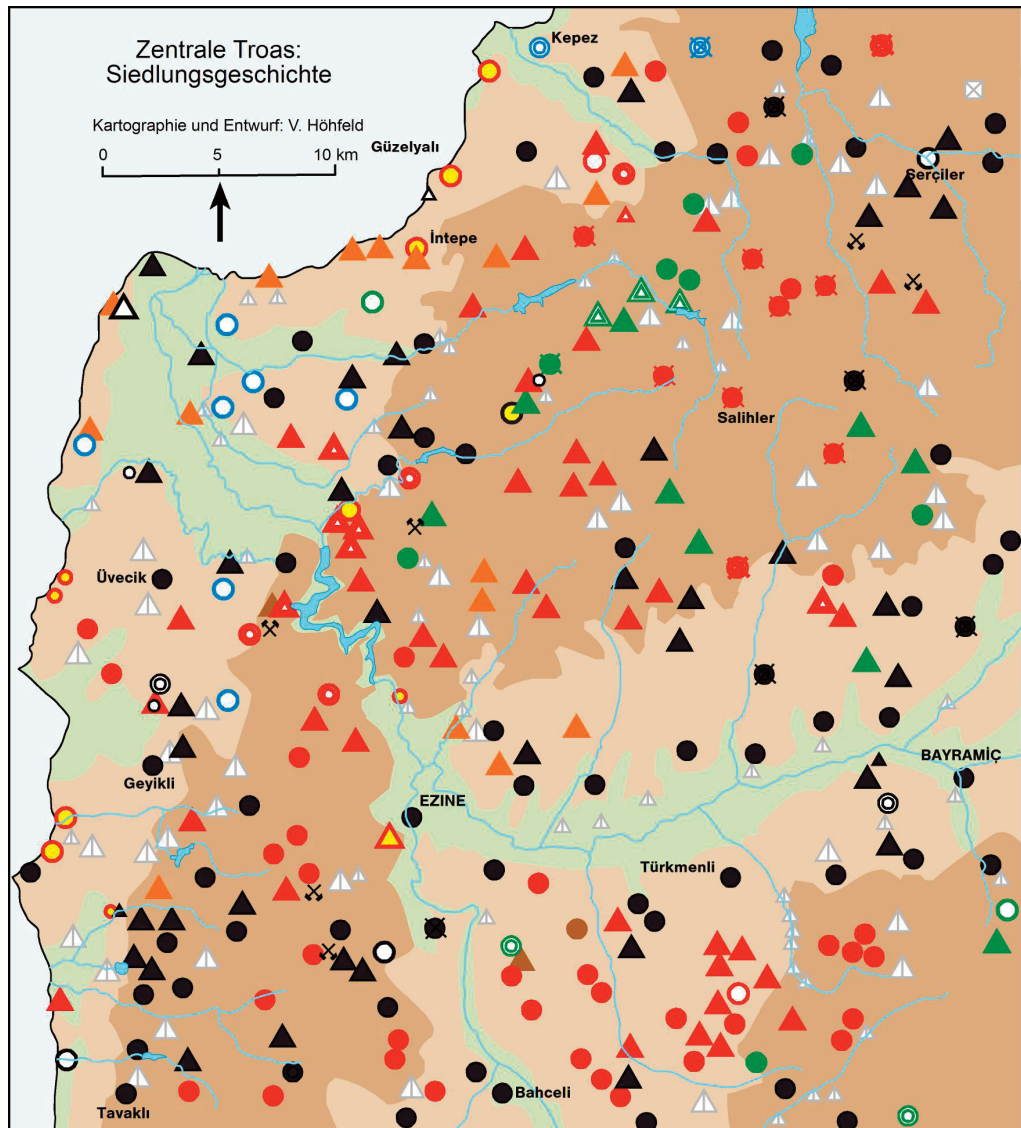 Zentrale Troas:
Siedlungsgeschichte
Kartographie und Entwurf: V. Höhfeld
0 5 10 km
Kepez
Güzelyalı
Serçiler
İntepe
Salihler
Üvecik
Geyikli
EZINE
BAYRAMIÇ
Türkmenli
Bahceli
Tavaklı